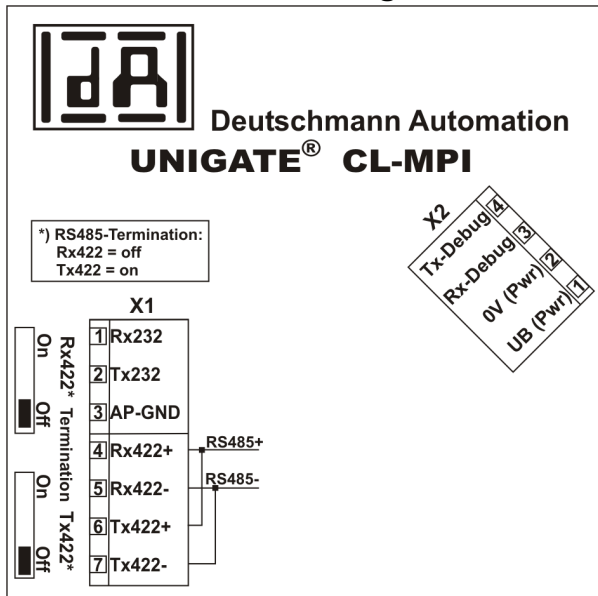 dA
Deutschmann Automation
UNIGATE® CL-MPI
X2
Tx-Debug 4
Rx-Debug 3
0V (Pwr) 2
UB (Pwr) 1
*) RS485-Termination:
Rx422 = off
Tx422 = on
X1
1 Rx232
2 Tx232
3 AP-GND
4 Rx422+
5 Rx422-
6 Tx422+
7 Tx422-
RS485+
RS485-
Rx422* Termination Tx422*
On Off
On Off